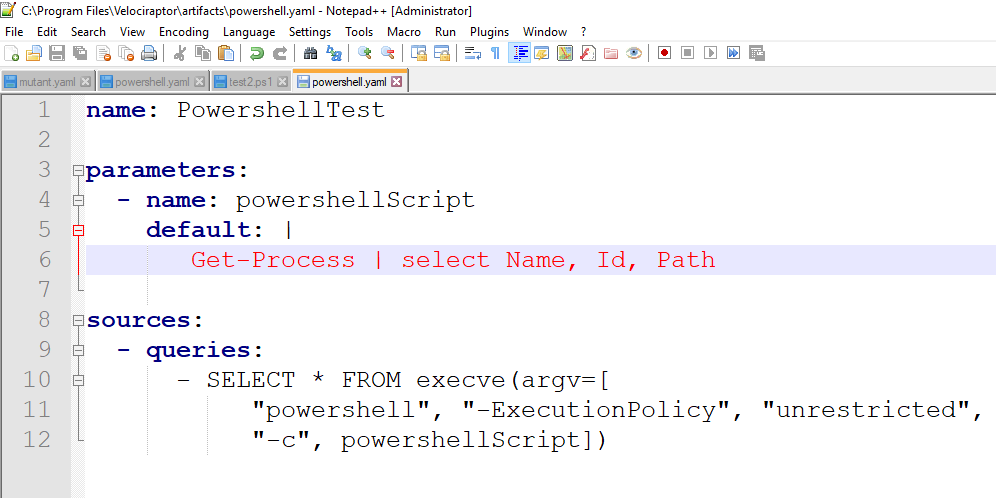 C:\Program Files\Velociraptor\artifacts\powershell.yaml - Notepad++ [Administrator]
File Edit Search View Encoding Language Settings Tools Macro Run Plugins Window ?
mutant.yaml powershell.yaml test2.ps1 powershell.yaml
1 name: PowershellTest
2
3 parameters:
4 - name: powershellScript
5 default: |
6 Get-Process | select Name, Id, Path
7
8 sources:
9 - queries:
10 - SELECT * FROM execve(argv=[
11 "powershell", "-ExecutionPolicy", "unrestricted",
12 "-c", powershellScript])